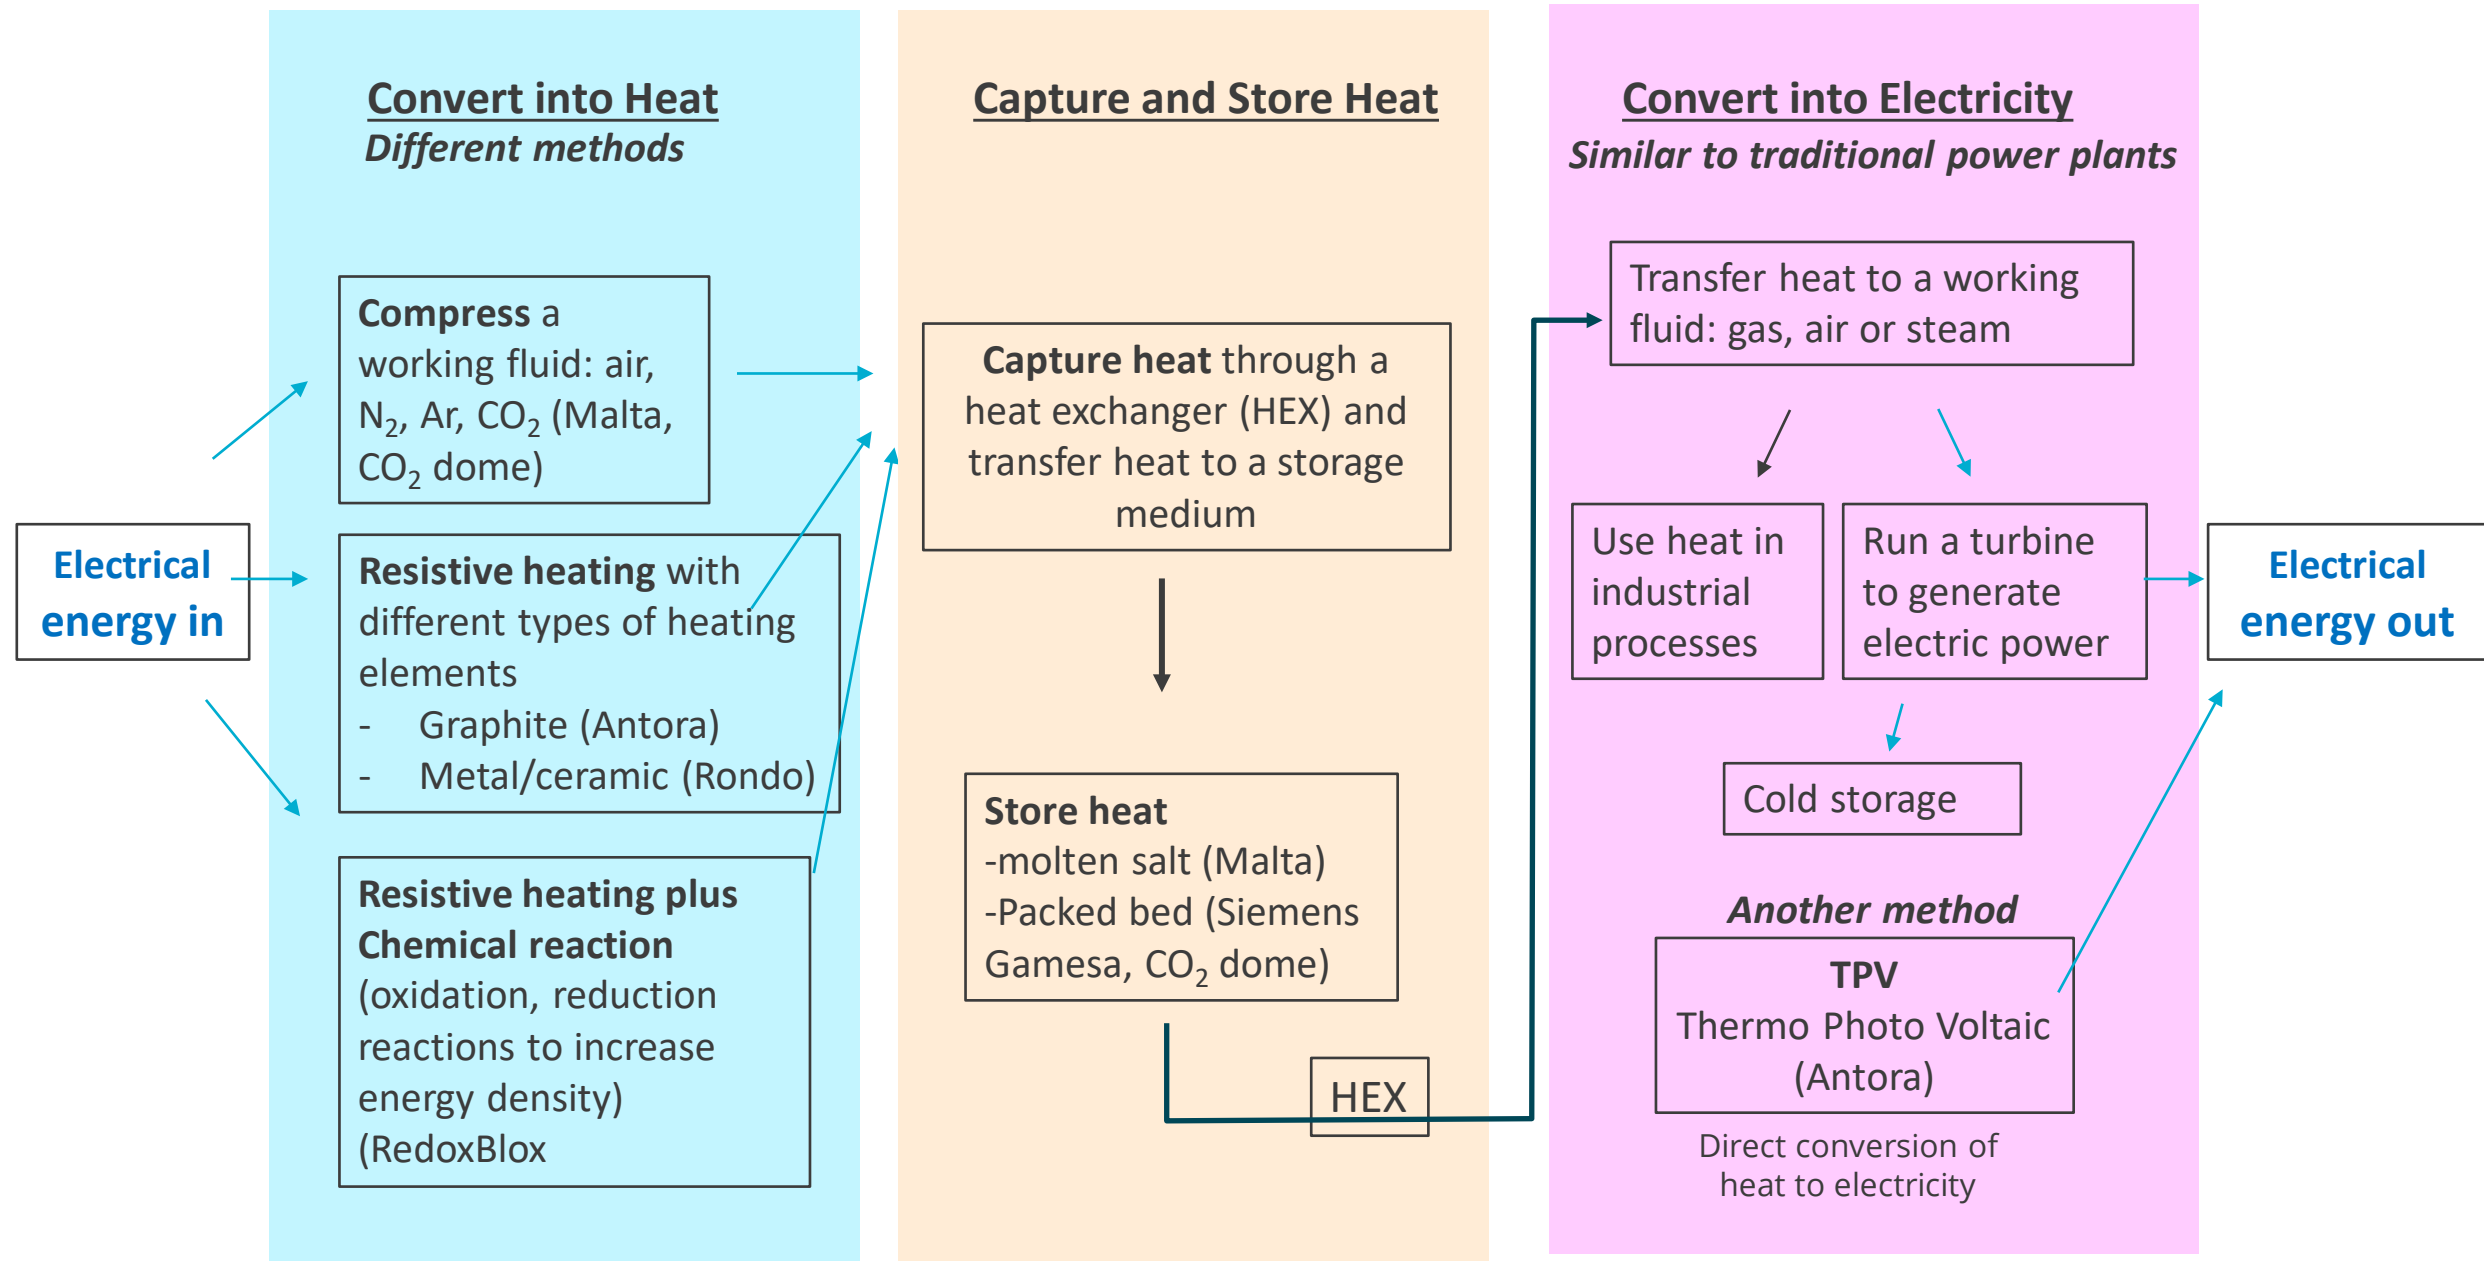 Electrical
energy in
Convert into Heat
Different methods
Compress a
working fluid: air,
N₂, Ar, CO₂ (Malta,
CO₂ dome)
Resistive heating with
different types of heating
elements
- Graphite (Antora)
- Metal/ceramic (Rondo)
Resistive heating plus
Chemical reaction
(oxidation, reduction
reactions to increase
energy density)
(RedoxBlox
Capture and Store Heat
Capture heat through a
heat exchanger (HEX) and
transfer heat to a storage
medium
Store heat
-molten salt (Malta)
-Packed bed (Siemens
Gamesa, CO₂ dome)
HEX
Convert into Electricity
Similar to traditional power plants
Transfer heat to a working
fluid: gas, air or steam
Use heat in
industrial
processes
Run a turbine
to generate
electric power
Cold storage
Another method
TPV
Thermo Photo Voltaic
(Antora)
Direct conversion of
heat to electricity
Electrical
energy out